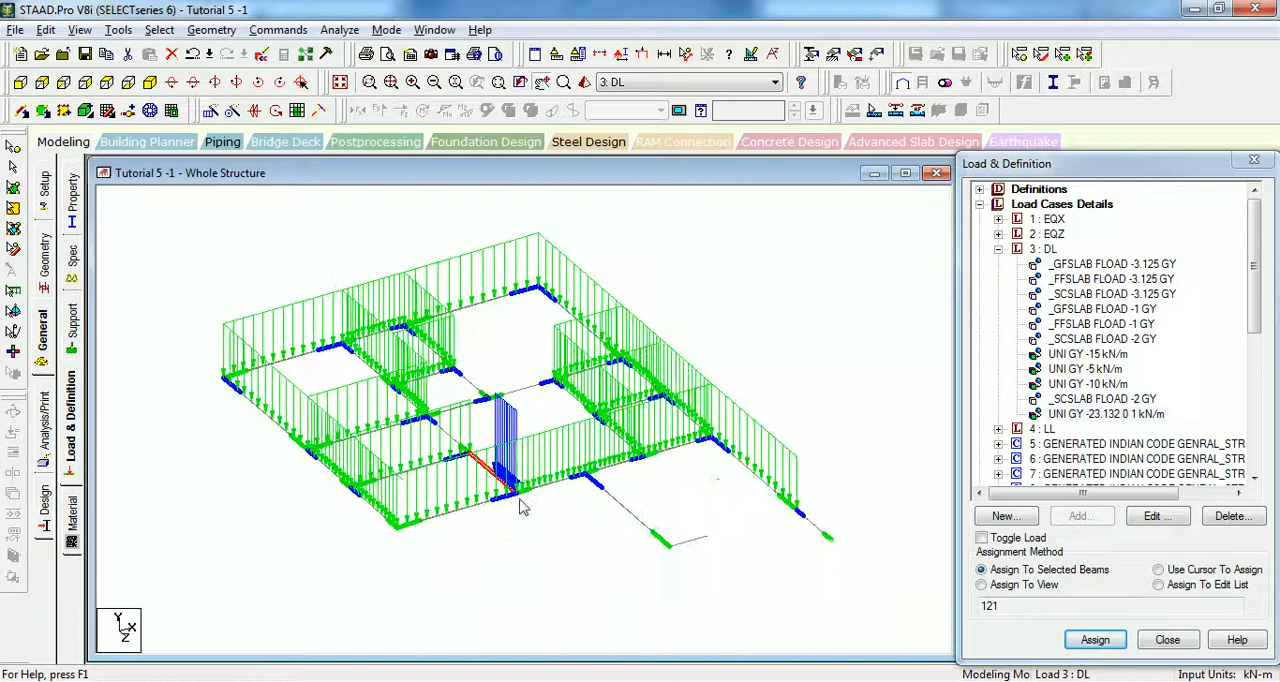 STAAD.Pro V8i (SELECTseries 6) - Tutorial 5 -1
File Edit View Tools Select Geometry Commands Analyze Mode Window Help
3: DL
Modeling Building Planner Piping Bridge Deck Postprocessing Foundation Design Steel Design RAM Connection Concrete Design Advanced Slab Design Earthquake
Setup
Geometry
General
Analysis/Print
Design
Property
Spec
Support
Load & Definition
Material
Tutorial 5 -1 - Whole Structure
Y
X
Z
Load & Definition
Definitions
Load Cases Details
1 : EQX
2 : EQZ
3 : DL
_GFSLAB FLOAD -3.125 GY
_FFSLAB FLOAD -3.125 GY
_SCSLAB FLOAD -3.125 GY
_GFSLAB FLOAD -1 GY
_FFSLAB FLOAD -1 GY
_SCSLAB FLOAD -2 GY
UNI GY -15 kN/m
UNI GY -5 kN/m
UNI GY -10 kN/m
_SCSLAB FLOAD -2 GY
UNI GY -23.132 0 1 kN/m
4 : LL
5 : GENERATED INDIAN CODE GENRAL_STR
6 : GENERATED INDIAN CODE GENRAL_STR
7 : GENERATED INDIAN CODE GENRAL_STR
New... Add... Edit ... Delete...
Toggle Load
Assignment Method
Assign To Selected Beams Use Cursor To Assign
Assign To View Assign To Edit List
121
Assign Close Help
For Help, press F1 Modeling Mo Load 3 : DL Input Units: kN-m